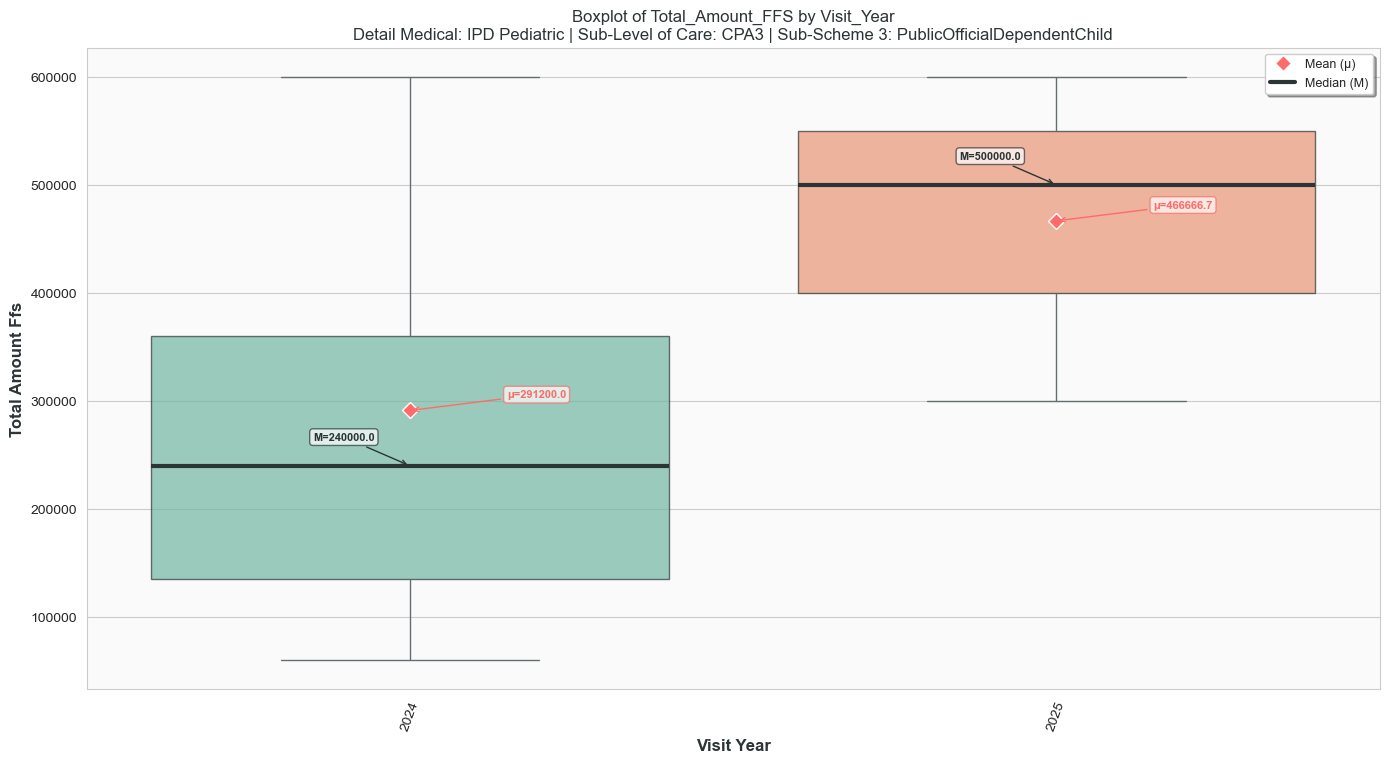 Boxplot of Total_Amount_FFS by Visit_Year
Detail Medical: IPD Pediatric | Sub-Level of Care: CPA3 | Sub-Scheme 3: PublicOfficialDependentChild
Mean (μ)
Median (M)
600000
500000
400000
300000
200000
100000
Total Amount Ffs
M=500000.0
μ=466666.7
μ=291200.0
M=240000.0
2024
2025
Visit Year